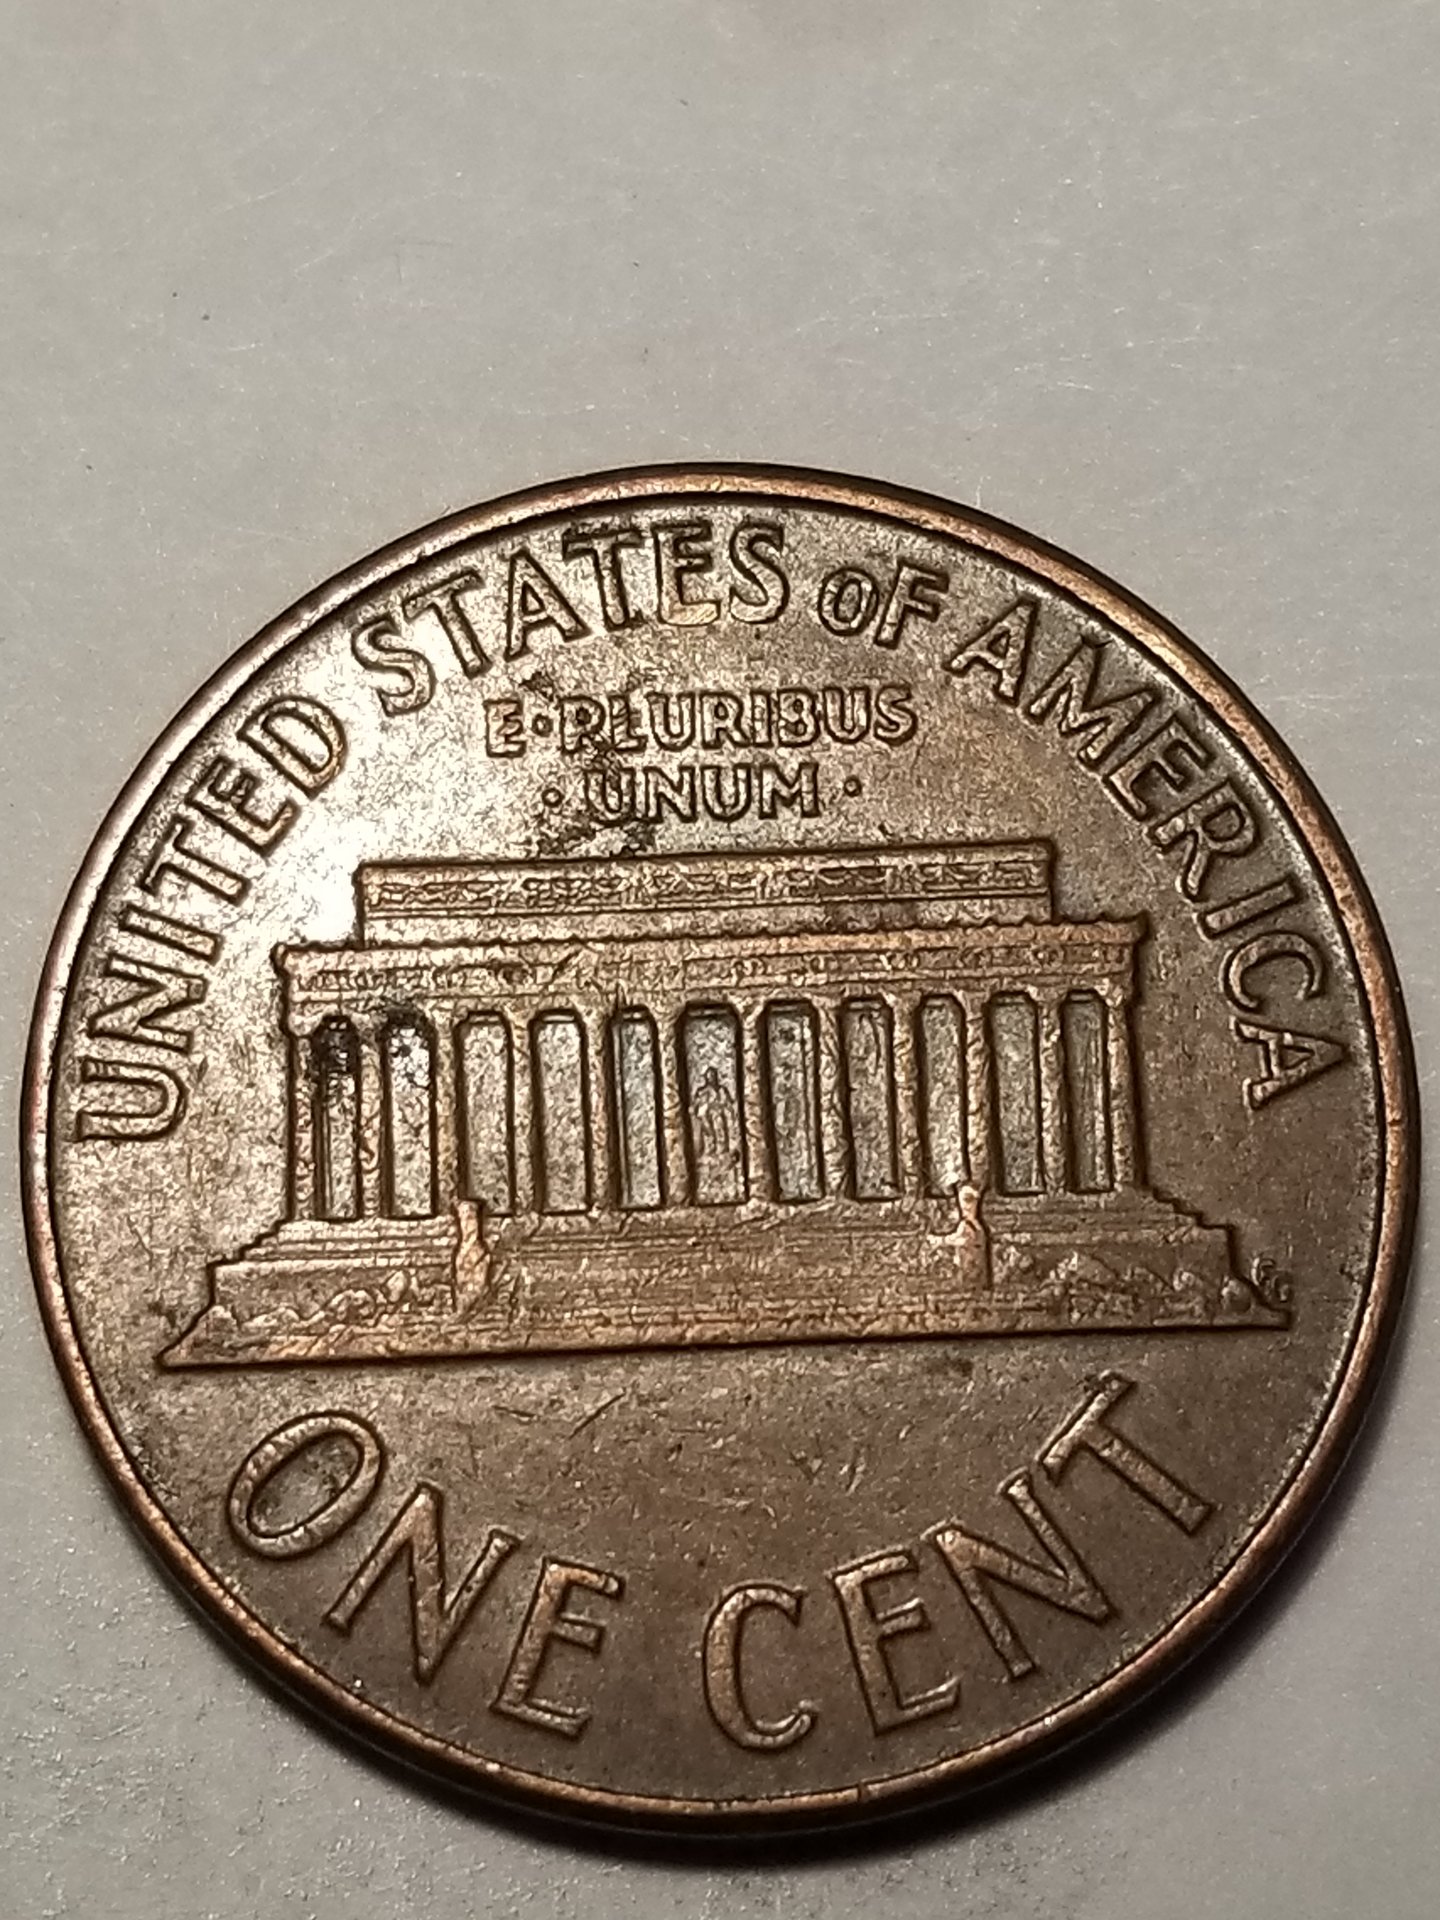 UNITED STATES OF AMERICA
E·PLURIBUS
·UNUM·
ONE CENT